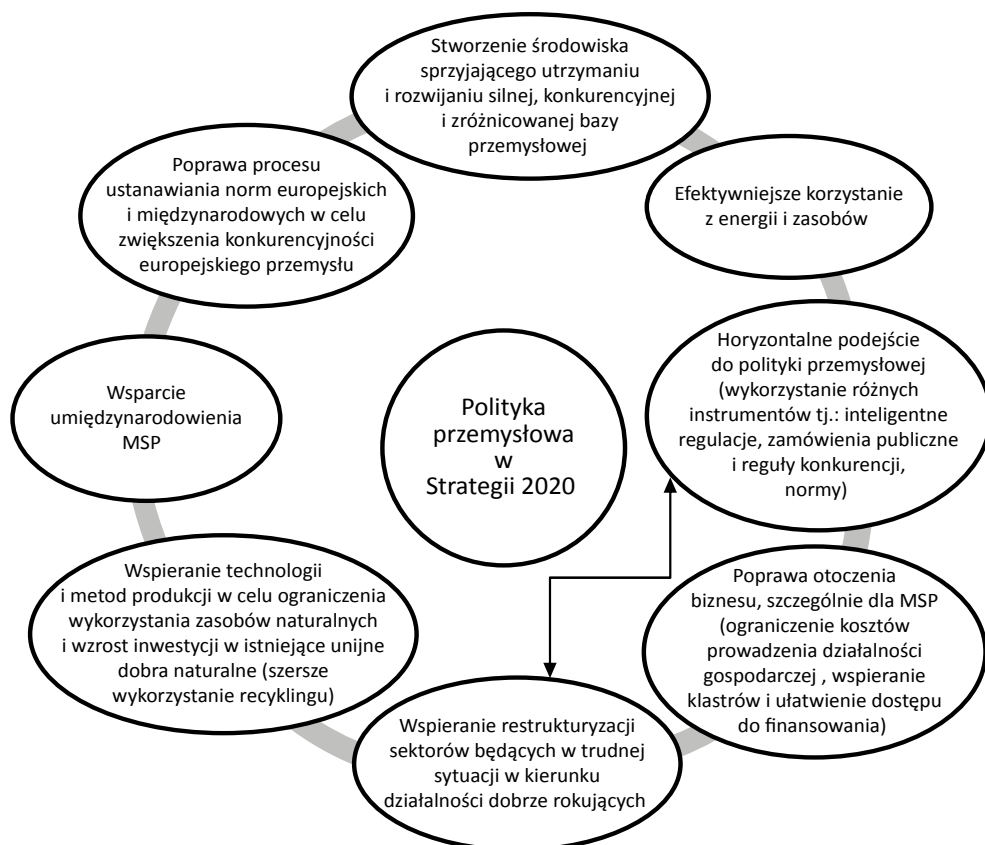 Stworzenie środowiska
sprzyjającego utrzymaniu
i rozwijaniu silnej, konkurencyjnej
i zróżnicowanej bazy
przemysłowej
Efektywniejsze korzystanie
z energii i zasobów
Horyzontalne podejście
do polityki przemysłowej
(wykorzystanie różnych
instrumentów tj.: inteligentne
regulacje, zamówienia publiczne
i reguły konkurencji,
normy)
Poprawa otoczenia
biznesu, szczególnie dla MSP
(ograniczenie kosztów
prowadzenia działalności
gospodarczej , wspieranie
klastrów i ułatwienie dostępu
do finansowania)
Wspieranie restrukturyzacji
sektorów będących w trudnej
sytuacji w kierunku
działalności dobrze rokujących
Wspieranie technologii
i metod produkcji w celu ograniczenia
wykorzystania zasobów naturalnych
i wzrost inwestycji w istniejące unijne
dobra naturalne (szersze
wykorzystanie recyklingu)
Wsparcie
umiędzynarodowienia
MSP
Poprawa procesu
ustanawiania norm europejskich
i międzynarodowych w celu
zwiększenia konkurencyjności
europejskiego przemysłu
Polityka
przemysłowa
w
Strategii 2020